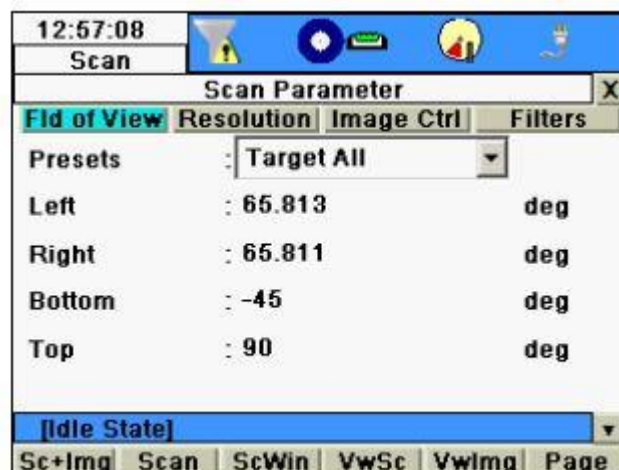 12:57:08
Scan
Scan Parameter X
Fld of View Resolution Image Ctrl Filters
Presets : Target All
Left : 65.813 deg
Right : 65.811 deg
Bottom : -45 deg
Top : 90 deg
[Idle State]
Sc+Img Scan ScWin VwSc VwImg Page